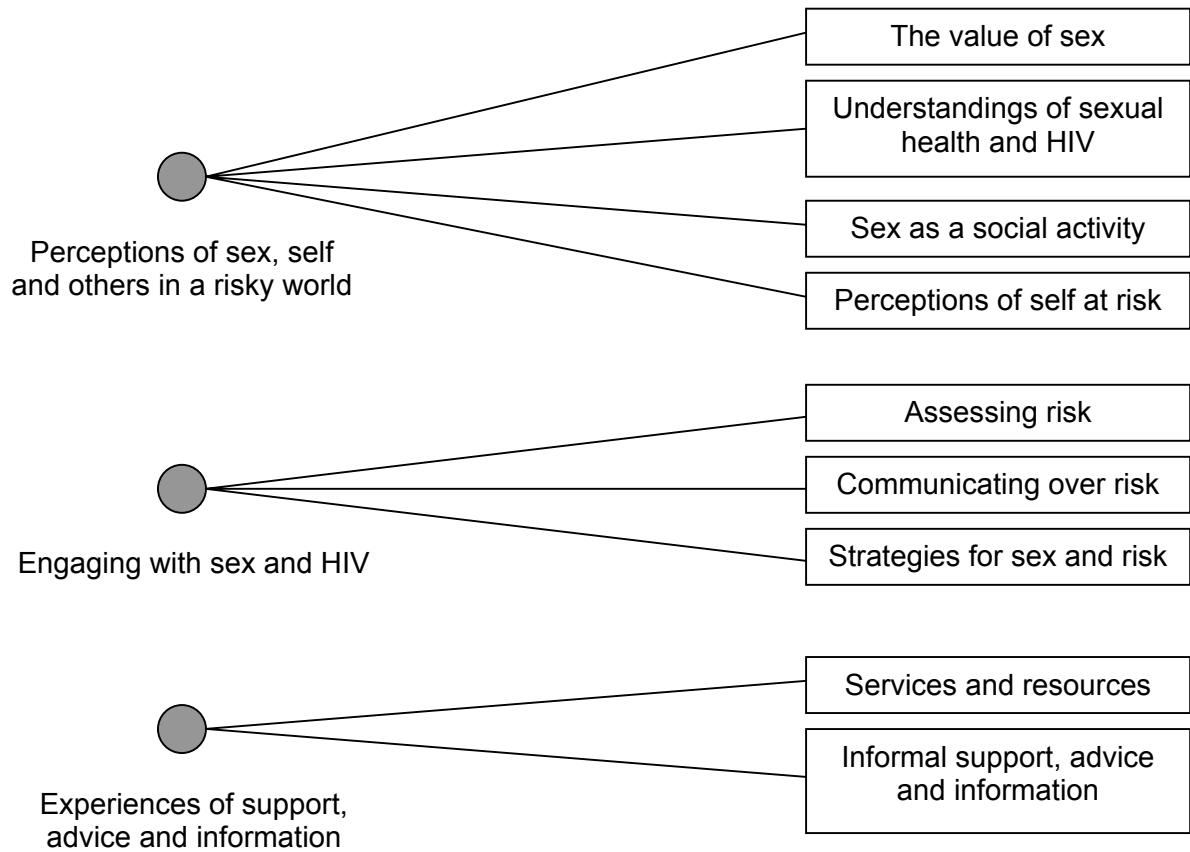 The value of sex
Understandings of sexual
health and HIV
Sex as a social activity
Perceptions of self at risk
Perceptions of sex, self
and others in a risky world
Assessing risk
Communicating over risk
Strategies for sex and risk
Engaging with sex and HIV
Services and resources
Informal support, advice
and information
Experiences of support,
advice and information